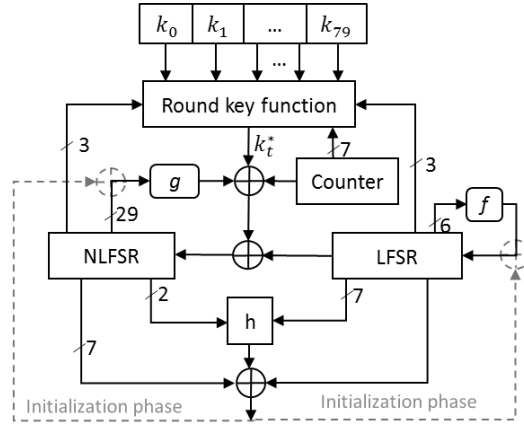 k₀ k₁ ... k₇₉
...
Round key function
3
k*ₜ
7
3
g
Counter
f
29
6
NLFSR
LFSR
2
7
h
7
Initialization phase
Initialization phase